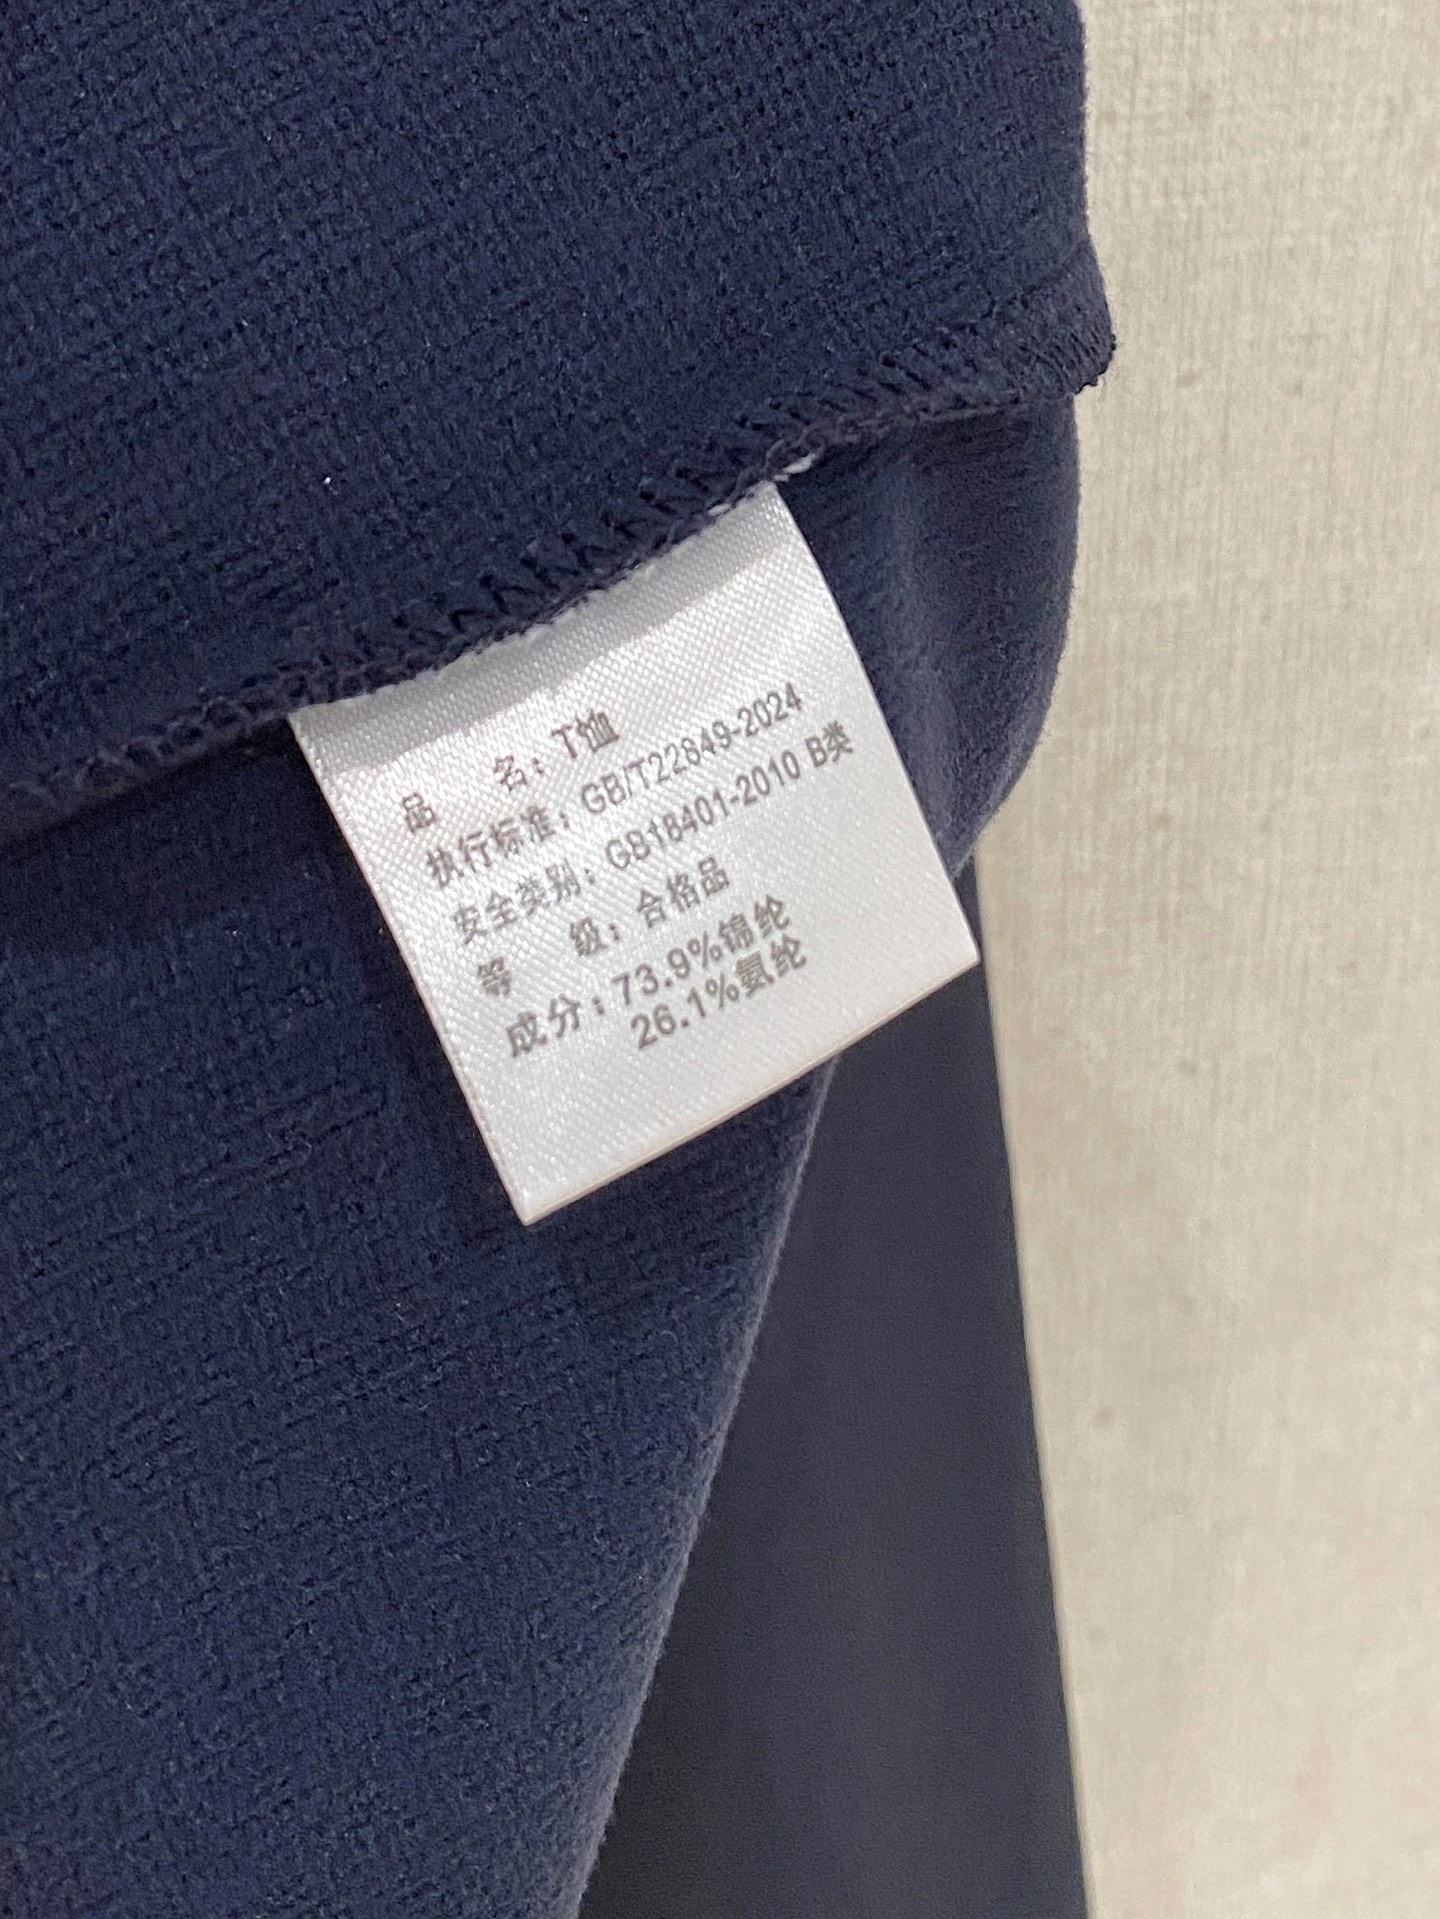 品 名：T恤
执行标准：GB/T22849-2024
安全类别：GB18401-2010 B类
等 级：合格品
成分：73.9%锦纶
26.1%氨纶